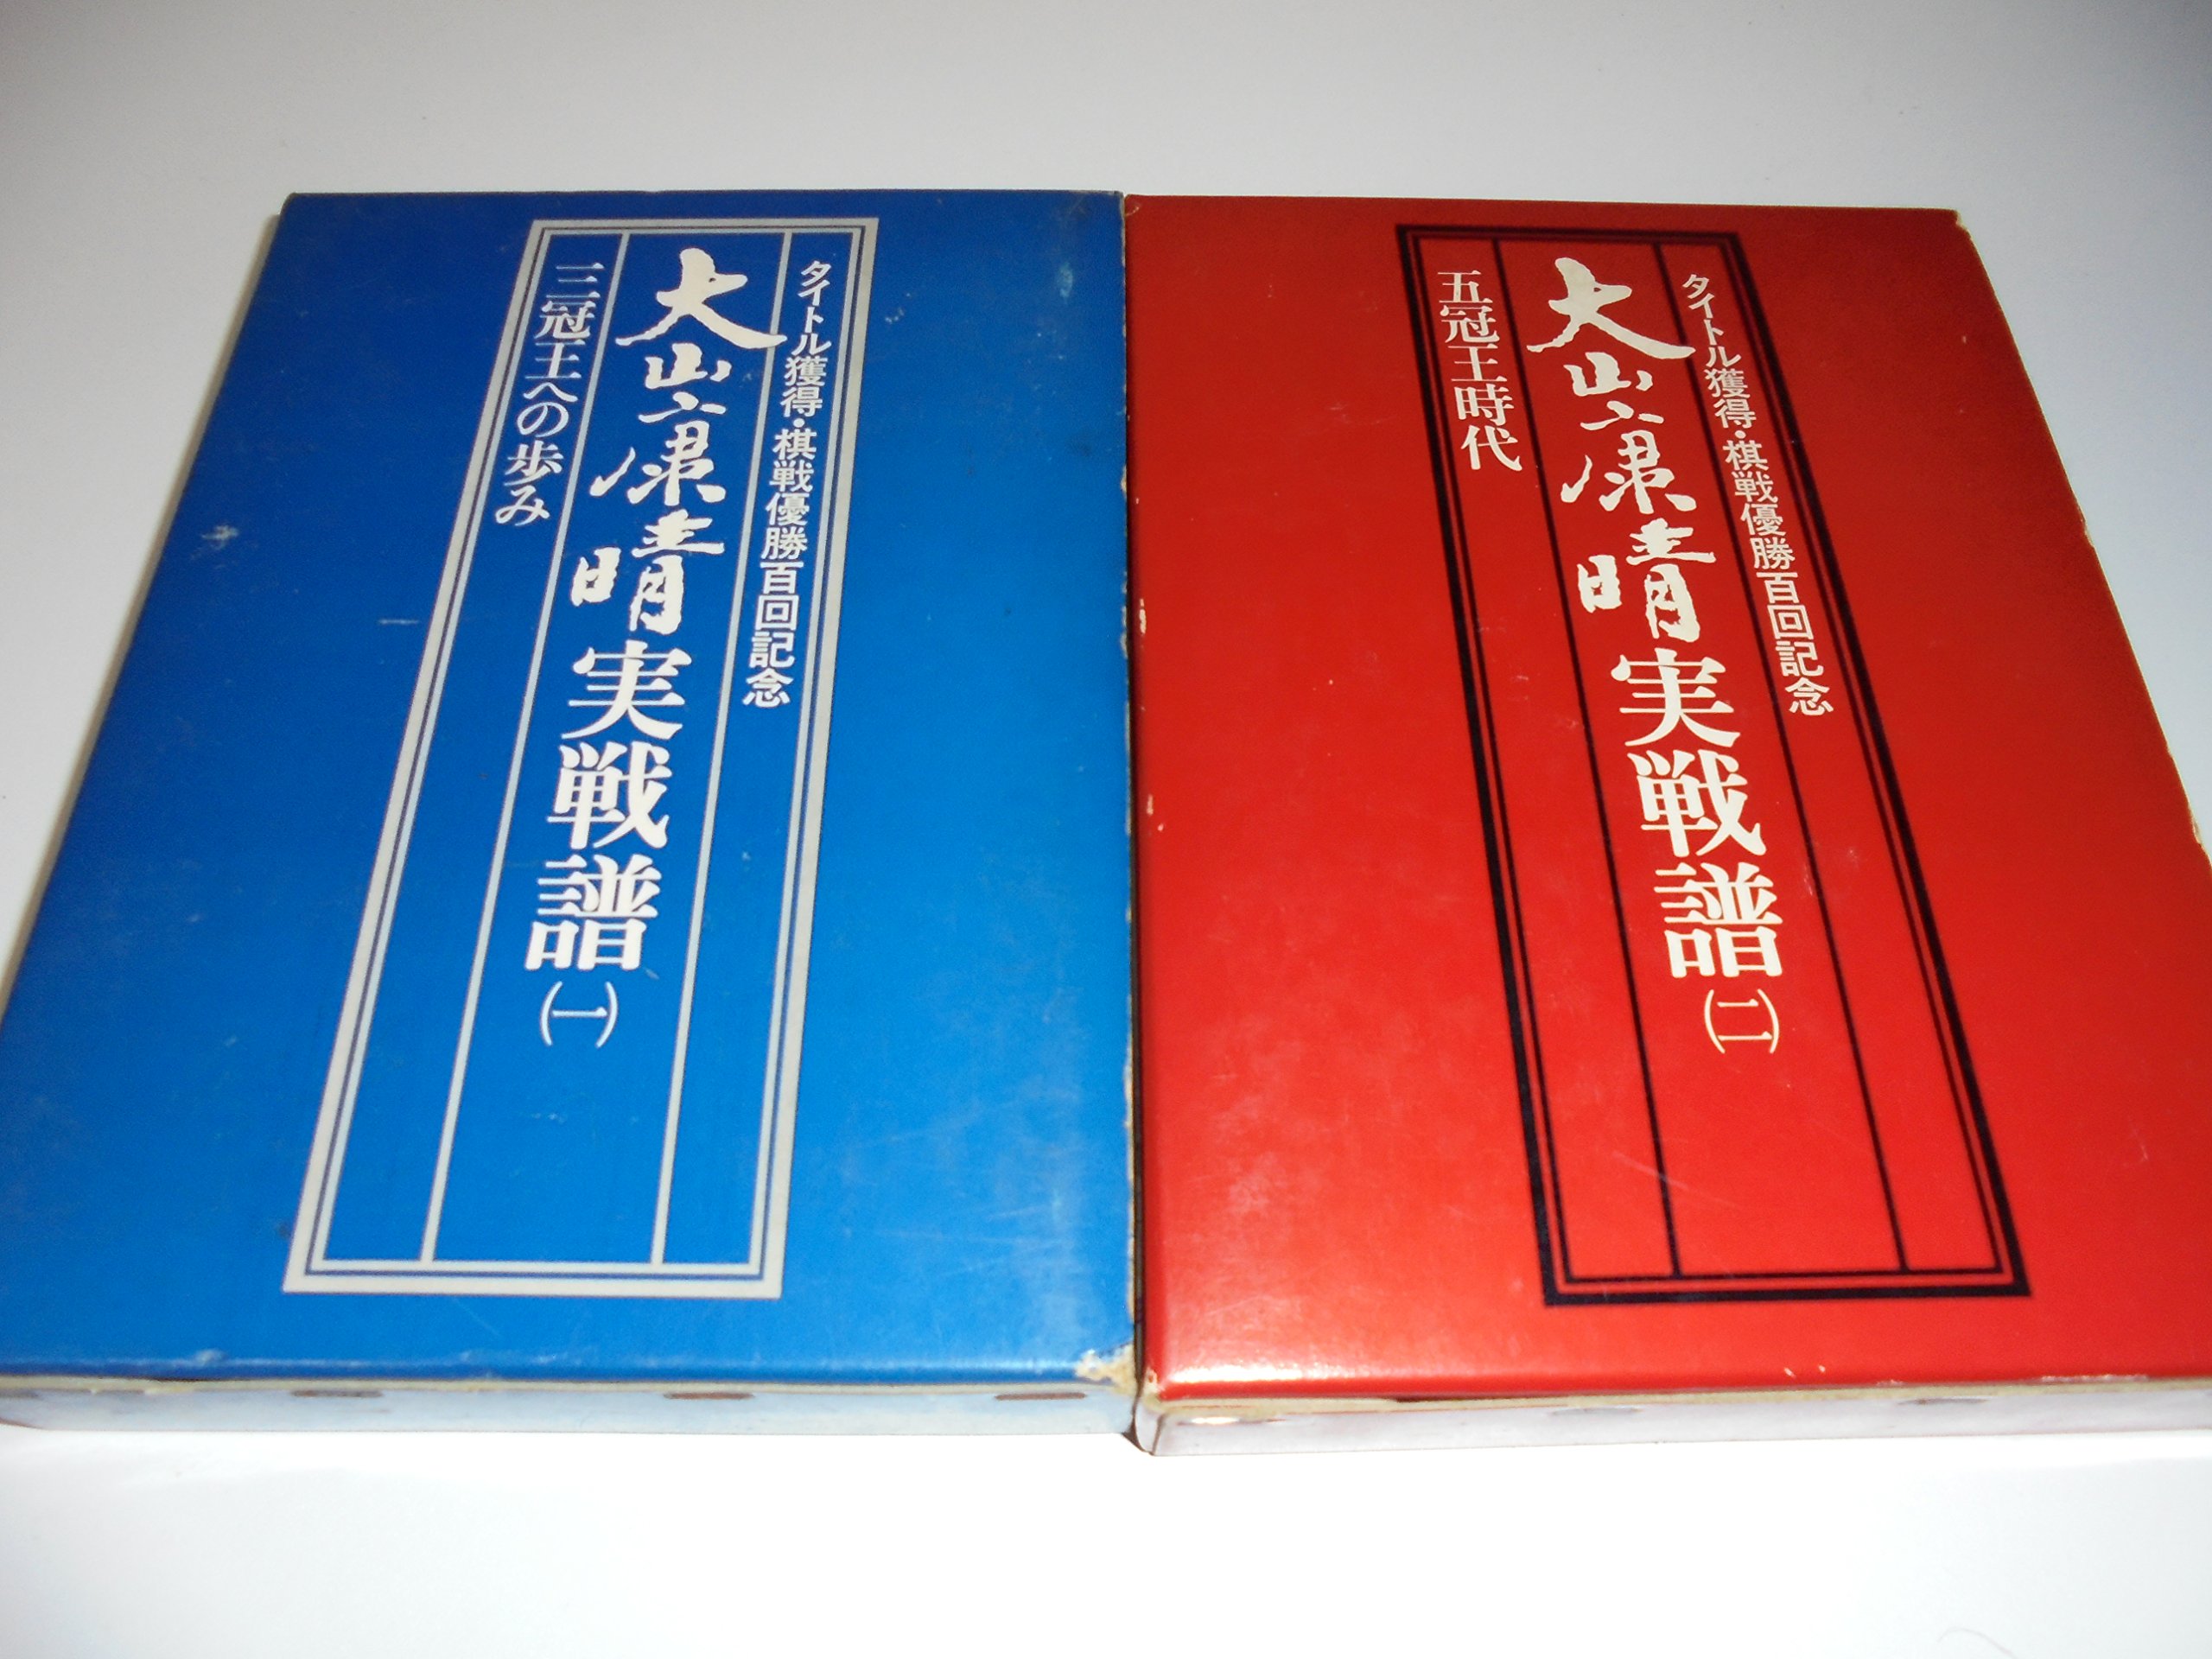 タイトル獲得・棋戦優勝百回記念
大山康晴実戦譜(一)
三冠王への歩み
タイトル獲得・棋戦優勝百回記念
大山康晴実戦譜(二)
五冠王時代